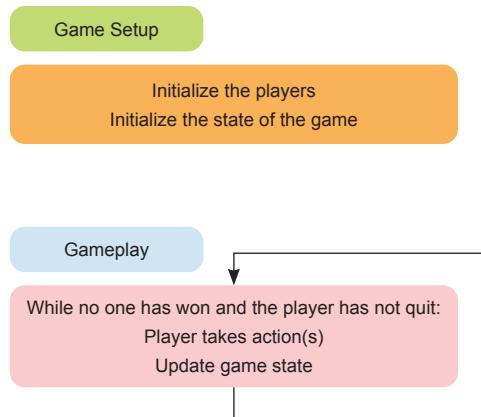 Game Setup
Initialize the players
Initialize the state of the game
Gameplay
While no one has won and the player has not quit:
Player takes action(s)
Update game state